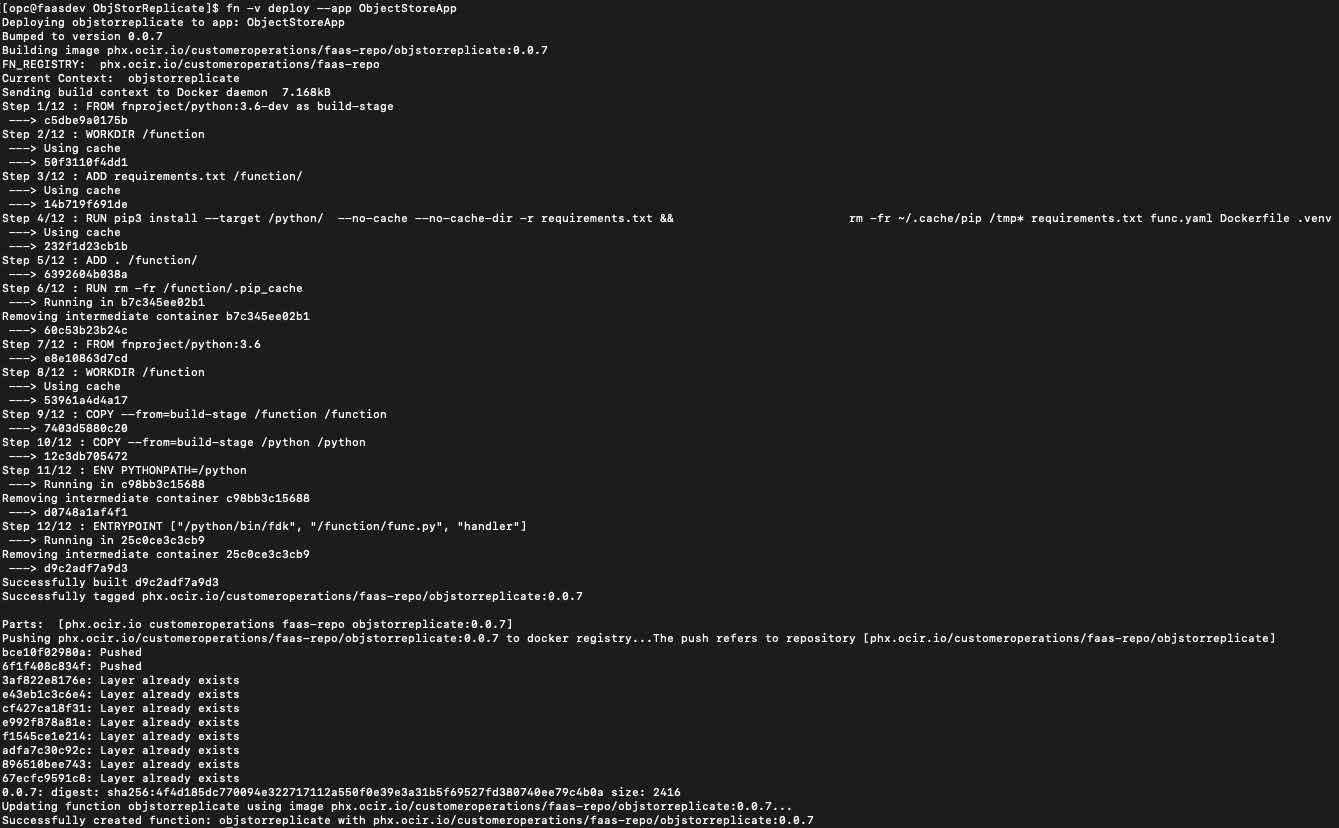 [opc@faasdev ObjStorReplicate]$ fn -v deploy --app ObjectStoreApp
Deploying objstorreplicate to app: ObjectStoreApp
Bumped to version 0.0.7
Building image phx.ocir.io/customeroperations/faas-repo/objstorreplicate:0.0.7
FN_REGISTRY:  phx.ocir.io/customeroperations/faas-repo
Current Context:  objstorreplicate
Sending build context to Docker daemon  7.168kB
Step 1/12 : FROM fnproject/python:3.6-dev as build-stage
 ---> c5dbe9a0175b
Step 2/12 : WORKDIR /function
 ---> Using cache
 ---> 50f3110f4dd1
Step 3/12 : ADD requirements.txt /function/
 ---> Using cache
 ---> 14b719f691de
Step 4/12 : RUN pip3 install --target /python/  --no-cache --no-cache-dir -r requirements.txt &&                         rm -fr ~/.cache/pip /tmp* requirements.txt func.yaml Dockerfile .venv
 ---> Using cache
 ---> 232f1d23cb1b
Step 5/12 : ADD . /function/
 ---> 6392604b038a
Step 6/12 : RUN rm -fr /function/.pip_cache
 ---> Running in b7c345ee02b1
Removing intermediate container b7c345ee02b1
 ---> 60c53b23b24c
Step 7/12 : FROM fnproject/python:3.6
 ---> e8e10863d7cd
Step 8/12 : WORKDIR /function
 ---> Using cache
 ---> 53961a4d4a17
Step 9/12 : COPY --from=build-stage /function /function
 ---> 7403d5880c20
Step 10/12 : COPY --from=build-stage /python /python
 ---> 12c3db705472
Step 11/12 : ENV PYTHONPATH=/python
 ---> Running in c98bb3c15688
Removing intermediate container c98bb3c15688
 ---> d0748a1af4f1
Step 12/12 : ENTRYPOINT ["/python/bin/fdk", "/function/func.py", "handler"]
 ---> Running in 25c0ce3c3cb9
Removing intermediate container 25c0ce3c3cb9
 ---> d9c2adf7a9d3
Successfully built d9c2adf7a9d3
Successfully tagged phx.ocir.io/customeroperations/faas-repo/objstorreplicate:0.0.7

Parts:  [phx.ocir.io customeroperations faas-repo objstorreplicate:0.0.7]
Pushing phx.ocir.io/customeroperations/faas-repo/objstorreplicate:0.0.7 to docker registry...The push refers to repository [phx.ocir.io/customeroperations/faas-repo/objstorreplicate]
bce10f02980a: Pushed
6f1f408c834f: Pushed
3af822e8176e: Layer already exists
e43eb1c3c6e4: Layer already exists
cf427ca18f31: Layer already exists
e992f878a81e: Layer already exists
f1545ce1e214: Layer already exists
adfa7c30c92c: Layer already exists
896510bee743: Layer already exists
67ecfc9591c8: Layer already exists
0.0.7: digest: sha256:4f4d185dc770094e322717112a550f0e39e3a31b5f69527fd380740ee79c4b0a size: 2416
Updating function objstorreplicate using image phx.ocir.io/customeroperations/faas-repo/objstorreplicate:0.0.7...
Successfully created function: objstorreplicate with phx.ocir.io/customeroperations/faas-repo/objstorreplicate:0.0.7